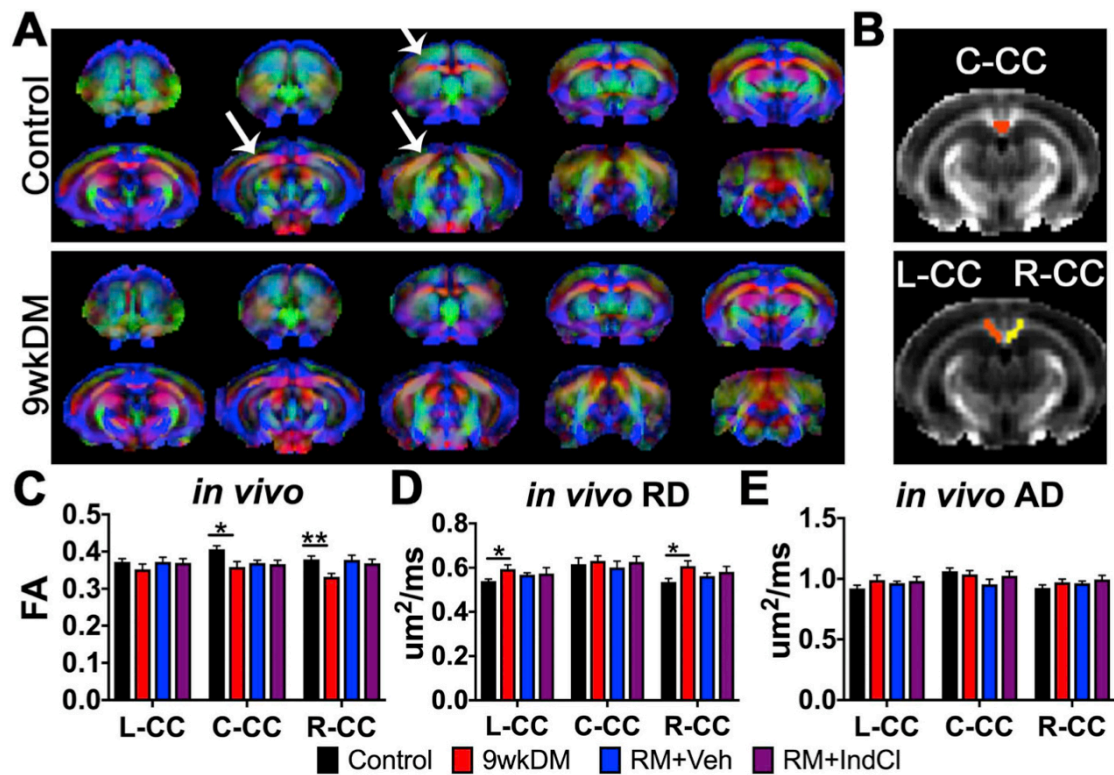 A
B
Control
C-CC
9wkDM
L-CC R-CC
C in vivo
D in vivo RD
E in vivo AD
FA
0.5
0.4
0.3
0.2
0.1
0.0
* **
L-CC C-CC R-CC
um²/ms
0.8
0.6
0.4
0.2
0.0
* *
L-CC C-CC R-CC
um²/ms
1.5
1.0
0.5
0.0
L-CC C-CC R-CC
Control 9wkDM RM+Veh RM+IndCl